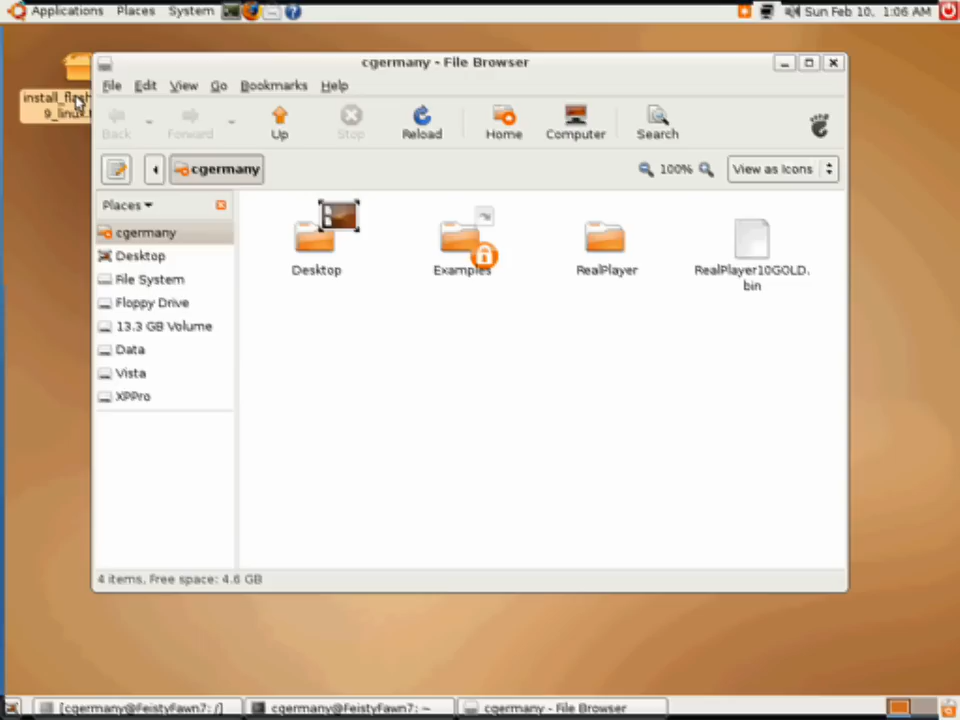 Applications Places System
Sun Feb 10, 1:06 AM
cgermany - File Browser
File Edit View Go Bookmarks Help
Back Forward Up Stop Reload Home Computer Search
cgermany
100%
View as Icons
Places
cgermany
Desktop
File System
Floppy Drive
13.3 GB Volume
Data
Vista
XPPro
install_flash
9_linux.
Desktop
Examples
RealPlayer
RealPlayer10GOLD.
bin
4 items, Free space: 4.6 GB
[cgermany@FeistyFawn7: /]
cgermany@FeistyFawn7: ~
cgermany - File Browser